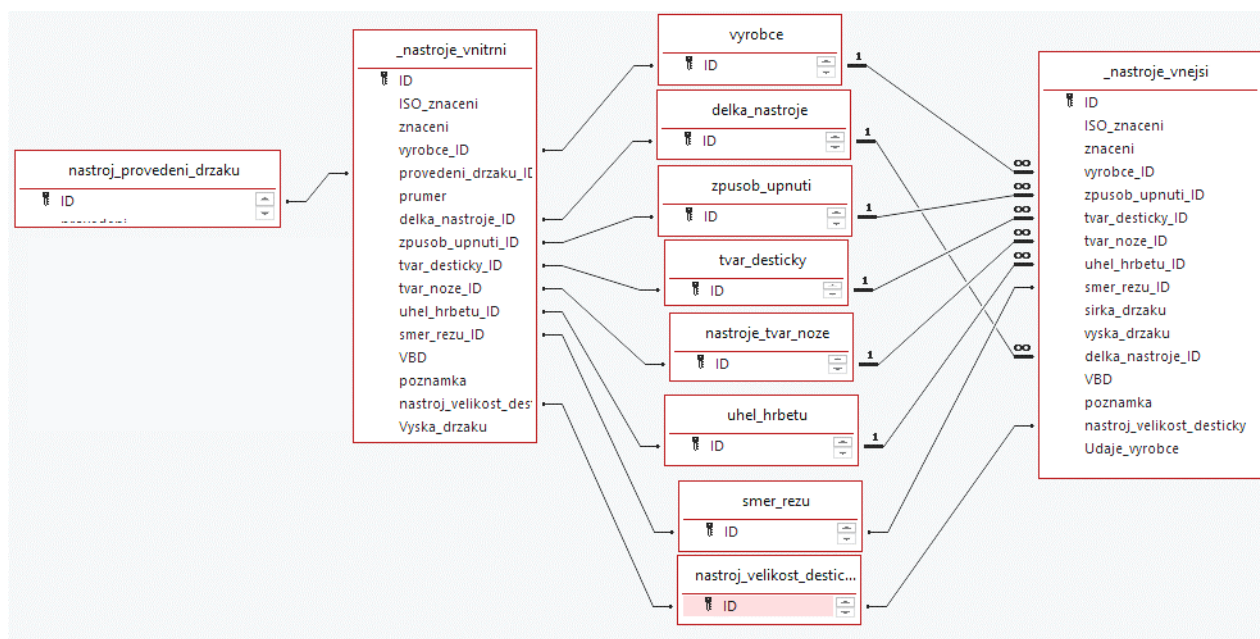 nastroj_provedeni_drzaku
ID
_nastroje_vnitrni
ID
ISO_znaceni
znaceni
vyrobce_ID
provedeni_drzaku_ID
prumer
delka_nastroje_ID
zpusob_upnuti_ID
tvar_desticky_ID
tvar_noze_ID
uhel_hrbetu_ID
smer_rezu_ID
VBD
poznamka
nastroj_velikost_des
Vyska_drzaku
vyrobce
ID
delka_nastroje
ID
zpusob_upnuti
ID
tvar_desticky
ID
nastroje_tvar_noze
ID
uhel_hrbetu
ID
smer_rezu
ID
nastroj_velikost_destic...
ID
1
1
1
1
1
1
∞
∞
∞
∞
∞
∞
_nastroje_vnejsi
ID
ISO_znaceni
znaceni
vyrobce_ID
zpusob_upnuti_ID
tvar_desticky_ID
tvar_noze_ID
uhel_hrbetu_ID
smer_rezu_ID
sirka_drzaku
vyska_drzaku
delka_nastroje_ID
VBD
poznamka
nastroj_velikost_desticky
Udaje_vyrobce